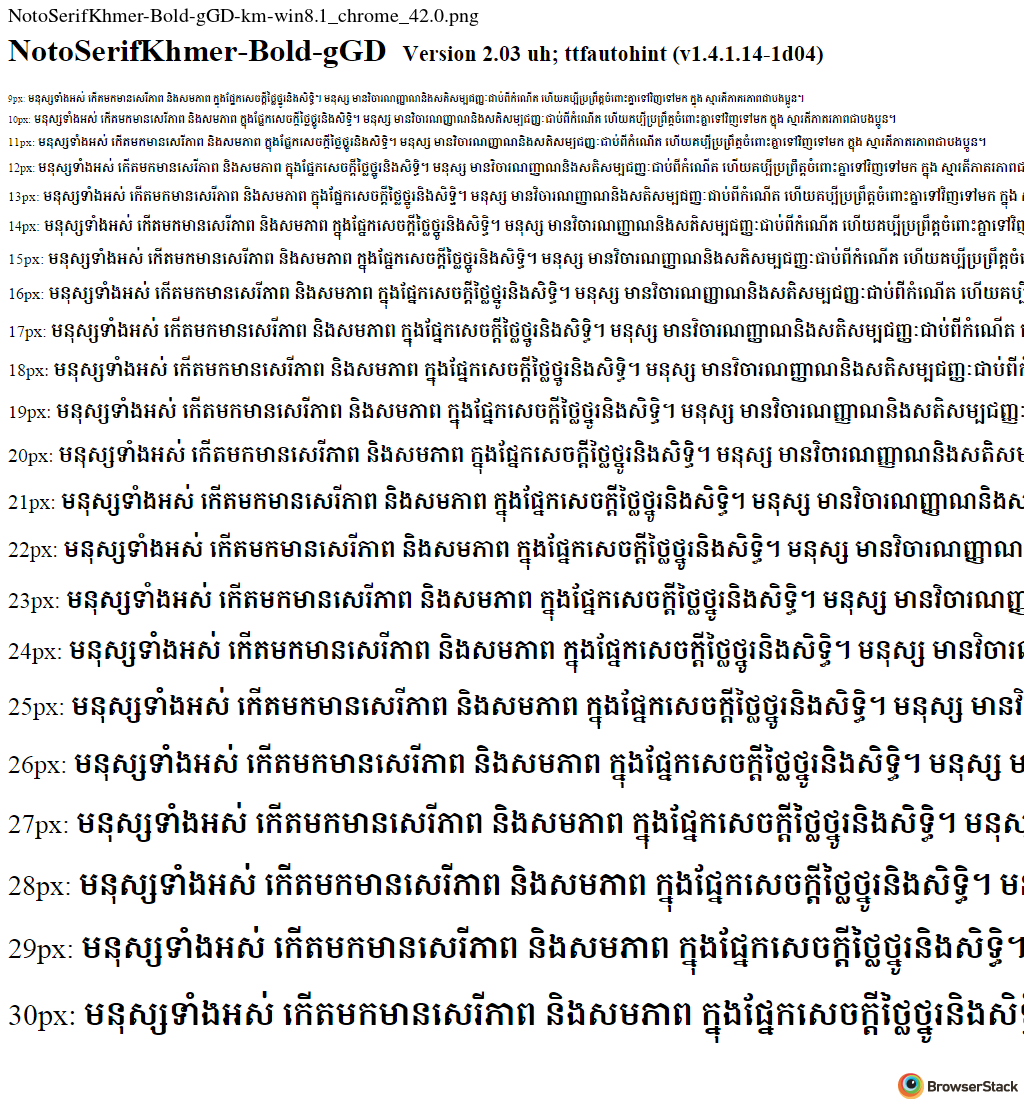 NotoSerifKhmer-Bold-gGD-km-win8.1_chrome_42.0.png
NotoSerifKhmer-Bold-gGD Version 2.03 uh; ttfautohint (v1.4.1.14-1d04)
9px: មនុស្សទាំងអស់ កើតមកមានសេរីភាព និងសមភាព ក្នុងផ្នែកសេចក្ដីថ្លៃថ្នូរនិងសិទ្ធិ។ មនុស្ស មានវិចារណញ្ញាណនិងសតិសម្បជញ្ញៈជាប់ពីកំណើត ហើយគប្បីប្រព្រឹត្តចំពោះគ្នាទៅវិញទៅមក ក្នុង ស្មារតីភាតរភាពជាបងប្អូន។
10px: មនុស្សទាំងអស់ កើតមកមានសេរីភាព និងសមភាព ក្នុងផ្នែកសេចក្ដីថ្លៃថ្នូរនិងសិទ្ធិ។ មនុស្ស មានវិចារណញ្ញាណនិងសតិសម្បជញ្ញៈជាប់ពីកំណើត ហើយគប្បីប្រព្រឹត្តចំពោះគ្នាទៅវិញទៅមក ក្នុង ស្មារតីភាតរភាពជាបងប្អូន។
11px: មនុស្សទាំងអស់ កើតមកមានសេរីភាព និងសមភាព ក្នុងផ្នែកសេចក្ដីថ្លៃថ្នូរនិងសិទ្ធិ។ មនុស្ស មានវិចារណញ្ញាណនិងសតិសម្បជញ្ញៈជាប់ពីកំណើត ហើយគប្បីប្រព្រឹត្តចំពោះគ្នាទៅវិញទៅមក ក្នុង ស្មារតីភាតរភាពជាបងប្អូន។
12px: មនុស្សទាំងអស់ កើតមកមានសេរីភាព និងសមភាព ក្នុងផ្នែកសេចក្ដីថ្លៃថ្នូរនិងសិទ្ធិ។ មនុស្ស មានវិចារណញ្ញាណនិងសតិសម្បជញ្ញៈជាប់ពីកំណើត ហើយគប្បីប្រព្រឹត្តចំពោះគ្នាទៅវិញទៅមក ក្នុង ស្មារតីភាតរភាពជ
13px: មនុស្សទាំងអស់ កើតមកមានសេរីភាព និងសមភាព ក្នុងផ្នែកសេចក្ដីថ្លៃថ្នូរនិងសិទ្ធិ។ មនុស្ស មានវិចារណញ្ញាណនិងសតិសម្បជញ្ញៈជាប់ពីកំណើត ហើយគប្បីប្រព្រឹត្តចំពោះគ្នាទៅវិញទៅមក ក្នុង
14px: មនុស្សទាំងអស់ កើតមកមានសេរីភាព និងសមភាព ក្នុងផ្នែកសេចក្ដីថ្លៃថ្នូរនិងសិទ្ធិ។ មនុស្ស មានវិចារណញ្ញាណនិងសតិសម្បជញ្ញៈជាប់ពីកំណើត ហើយគប្បីប្រព្រឹត្តចំពោះគ្នាទៅវិញ
15px: មនុស្សទាំងអស់ កើតមកមានសេរីភាព និងសមភាព ក្នុងផ្នែកសេចក្ដីថ្លៃថ្នូរនិងសិទ្ធិ។ មនុស្ស មានវិចារណញ្ញាណនិងសតិសម្បជញ្ញៈជាប់ពីកំណើត ហើយគប្បីប្រព្រឹត្តចំ
16px: មនុស្សទាំងអស់ កើតមកមានសេរីភាព និងសមភាព ក្នុងផ្នែកសេចក្ដីថ្លៃថ្នូរនិងសិទ្ធិ។ មនុស្ស មានវិចារណញ្ញាណនិងសតិសម្បជញ្ញៈជាប់ពីកំណើត ហើយគប្បី
17px: មនុស្សទាំងអស់ កើតមកមានសេរីភាព និងសមភាព ក្នុងផ្នែកសេចក្ដីថ្លៃថ្នូរនិងសិទ្ធិ។ មនុស្ស មានវិចារណញ្ញាណនិងសតិសម្បជញ្ញៈជាប់ពីកំណើត
18px: មនុស្សទាំងអស់ កើតមកមានសេរីភាព និងសមភាព ក្នុងផ្នែកសេចក្ដីថ្លៃថ្នូរនិងសិទ្ធិ។ មនុស្ស មានវិចារណញ្ញាណនិងសតិសម្បជញ្ញៈជាប់ពី
19px: មនុស្សទាំងអស់ កើតមកមានសេរីភាព និងសមភាព ក្នុងផ្នែកសេចក្ដីថ្លៃថ្នូរនិងសិទ្ធិ។ មនុស្ស មានវិចារណញ្ញាណនិងសតិសម្បជញ្ញៈ
20px: មនុស្សទាំងអស់ កើតមកមានសេរីភាព និងសមភាព ក្នុងផ្នែកសេចក្ដីថ្លៃថ្នូរនិងសិទ្ធិ។ មនុស្ស មានវិចារណញ្ញាណនិងសតិសម
21px: មនុស្សទាំងអស់ កើតមកមានសេរីភាព និងសមភាព ក្នុងផ្នែកសេចក្ដីថ្លៃថ្នូរនិងសិទ្ធិ។ មនុស្ស មានវិចារណញ្ញាណនិងស
22px: មនុស្សទាំងអស់ កើតមកមានសេរីភាព និងសមភាព ក្នុងផ្នែកសេចក្ដីថ្លៃថ្នូរនិងសិទ្ធិ។ មនុស្ស មានវិចារណញ្ញាណ
23px: មនុស្សទាំងអស់ កើតមកមានសេរីភាព និងសមភាព ក្នុងផ្នែកសេចក្ដីថ្លៃថ្នូរនិងសិទ្ធិ។ មនុស្ស មានវិចារណញ្ញ
24px: មនុស្សទាំងអស់ កើតមកមានសេរីភាព និងសមភាព ក្នុងផ្នែកសេចក្ដីថ្លៃថ្នូរនិងសិទ្ធិ។ មនុស្ស មានវិចារ
25px: មនុស្សទាំងអស់ កើតមកមានសេរីភាព និងសមភាព ក្នុងផ្នែកសេចក្ដីថ្លៃថ្នូរនិងសិទ្ធិ។ មនុស្ស មានវិ
26px: មនុស្សទាំងអស់ កើតមកមានសេរីភាព និងសមភាព ក្នុងផ្នែកសេចក្ដីថ្លៃថ្នូរនិងសិទ្ធិ។ មនុស្ស ម
27px: មនុស្សទាំងអស់ កើតមកមានសេរីភាព និងសមភាព ក្នុងផ្នែកសេចក្ដីថ្លៃថ្នូរនិងសិទ្ធិ។ មនុស
28px: មនុស្សទាំងអស់ កើតមកមានសេរីភាព និងសមភាព ក្នុងផ្នែកសេចក្ដីថ្លៃថ្នូរនិងសិទ្ធិ។ ម
29px: មនុស្សទាំងអស់ កើតមកមានសេរីភាព និងសមភាព ក្នុងផ្នែកសេចក្ដីថ្លៃថ្នូរនិងសិទ្ធិ។
30px: មនុស្សទាំងអស់ កើតមកមានសេរីភាព និងសមភាព ក្នុងផ្នែកសេចក្ដីថ្លៃថ្នូរនិងសិ
BrowserStack